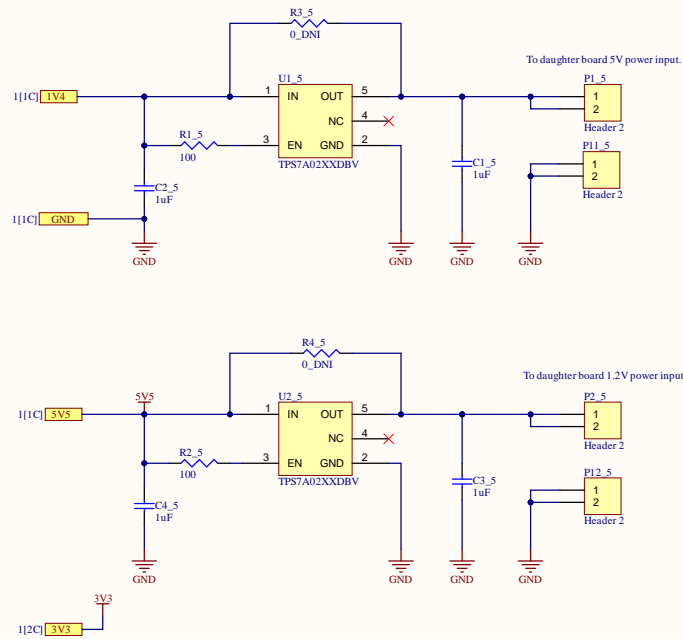 R3_5
0_DNI
To daughter board 5V power input.
U1_5
P1_5
1[1C] 1V4
1 IN OUT 5
1
2
NC 4
Header 2
R1_5
3 EN GND 2
100
TPS7A02XXDBV
P11_5
1
2
Header 2
C1_5
1uF
C2_5
1uF
1[1C] GND
GND
GND
GND
GND
R4_5
0_DNI
To daughter board 1.2V power input
5V5
U2_5
P2_5
1[1C] 5V5
1 IN OUT 5
1
2
NC 4
Header 2
R2_5
3 EN GND 2
100
TPS7A02XXDBV
P12_5
1
2
Header 2
C3_5
1uF
C4_5
1uF
GND
GND
GND
GND
3V3
1[2C] 3V3